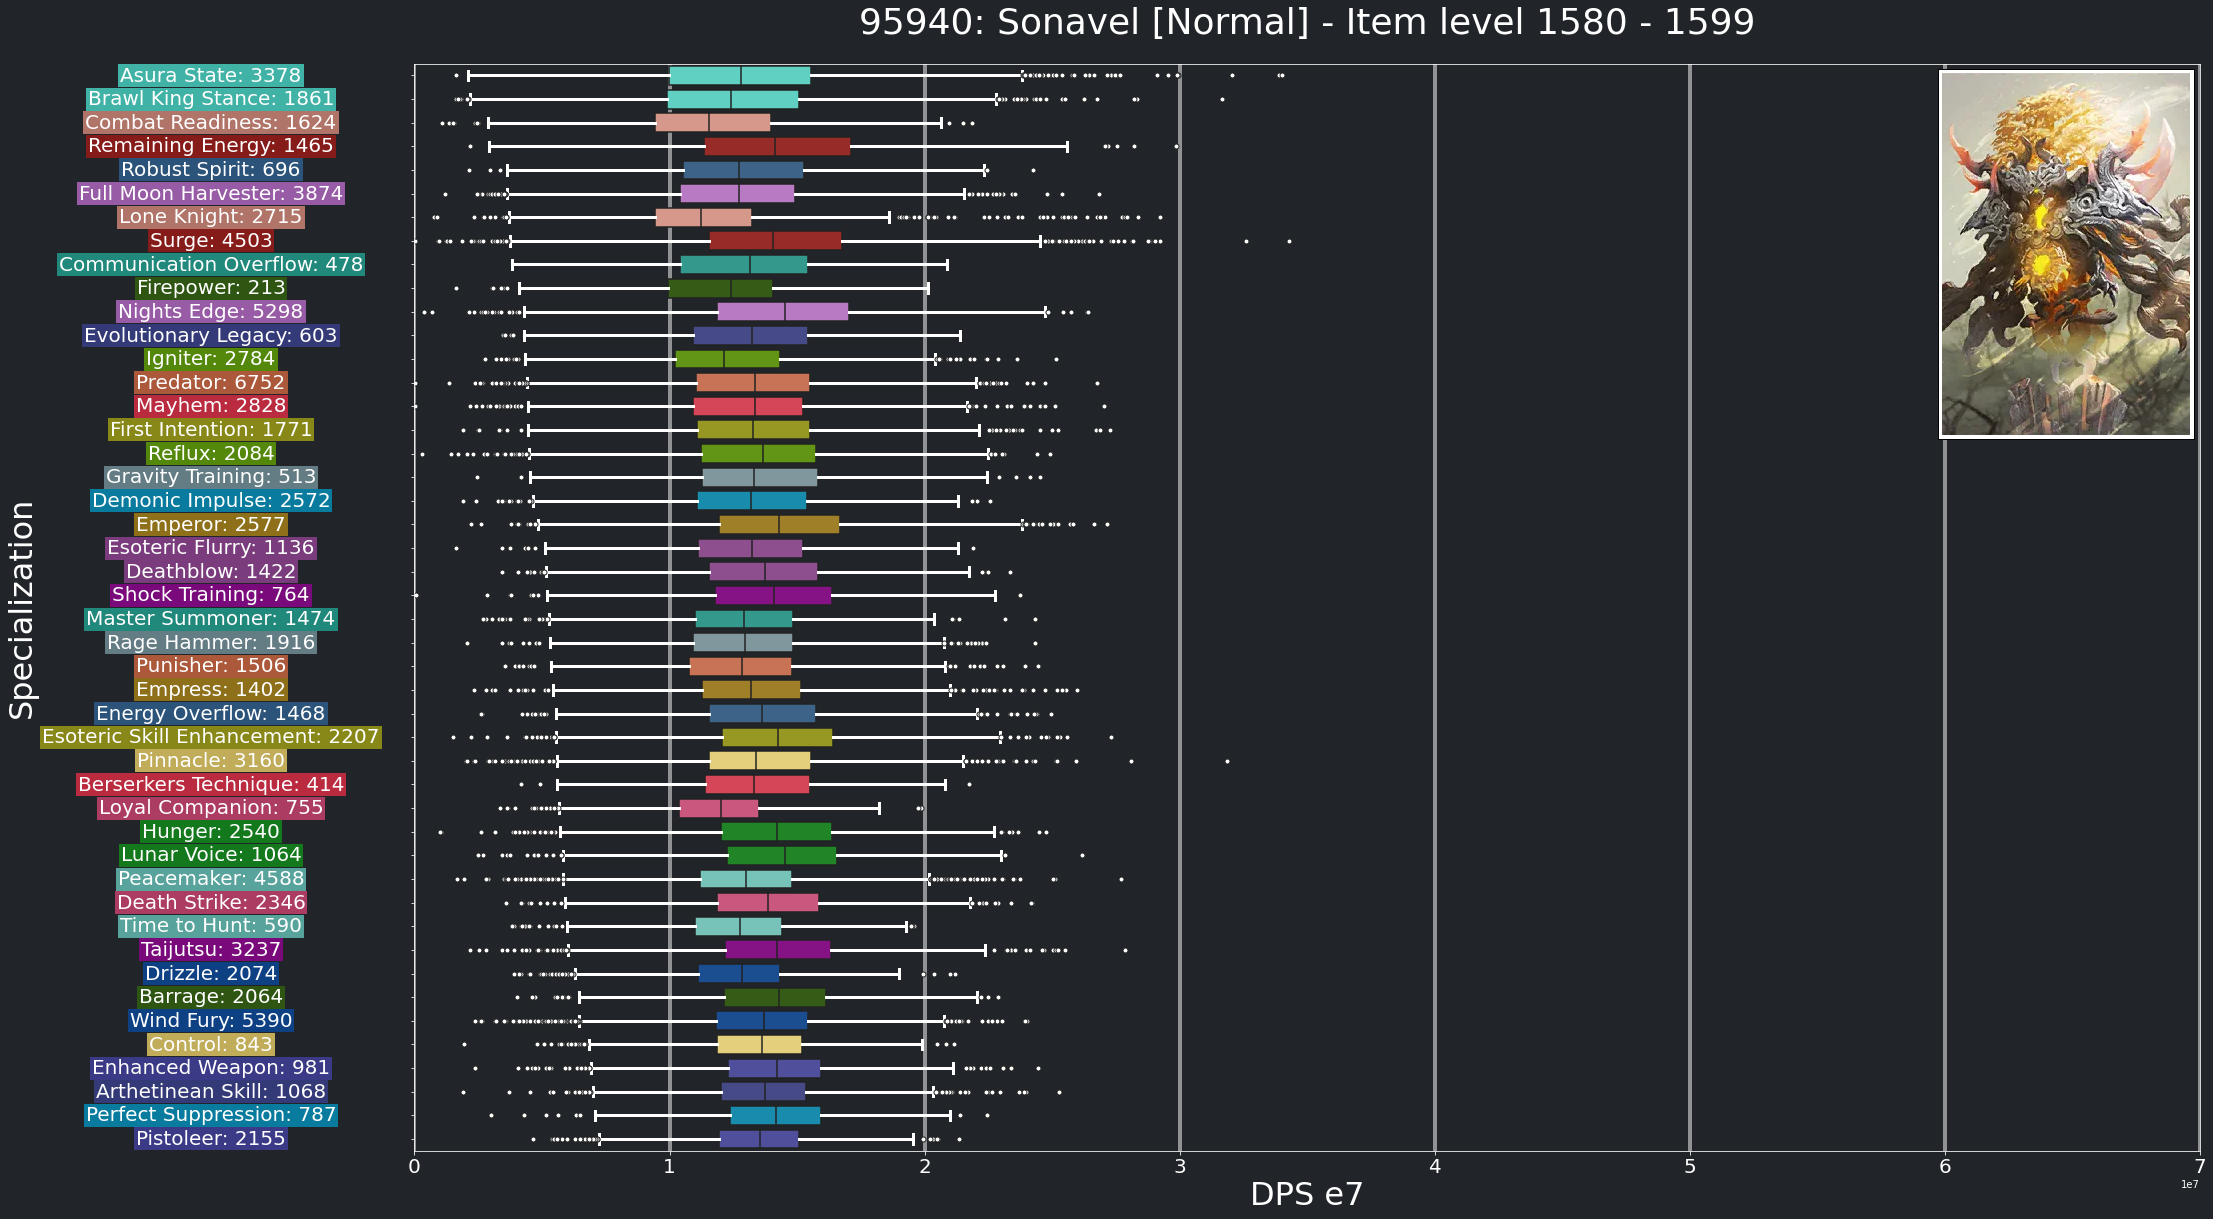 95940: Sonavel [Normal] - Item level 1580 - 1599
Specialization
Asura State: 3378
Brawl King Stance: 1861
Combat Readiness: 1624
Remaining Energy: 1465
Robust Spirit: 696
Full Moon Harvester: 3874
Lone Knight: 2715
Surge: 4503
Communication Overflow: 478
Firepower: 213
Nights Edge: 5298
Evolutionary Legacy: 603
Igniter: 2784
Predator: 6752
Mayhem: 2828
First Intention: 1771
Reflux: 2084
Gravity Training: 513
Demonic Impulse: 2572
Emperor: 2577
Esoteric Flurry: 1136
Deathblow: 1422
Shock Training: 764
Master Summoner: 1474
Rage Hammer: 1916
Punisher: 1506
Empress: 1402
Energy Overflow: 1468
Esoteric Skill Enhancement: 2207
Pinnacle: 3160
Berserkers Technique: 414
Loyal Companion: 755
Hunger: 2540
Lunar Voice: 1064
Peacemaker: 4588
Death Strike: 2346
Time to Hunt: 590
Taijutsu: 3237
Drizzle: 2074
Barrage: 2064
Wind Fury: 5390
Control: 843
Enhanced Weapon: 981
Arthetinean Skill: 1068
Perfect Suppression: 787
Pistoleer: 2155
0 1 2 3 4 5 6 7
1e7
DPS e7